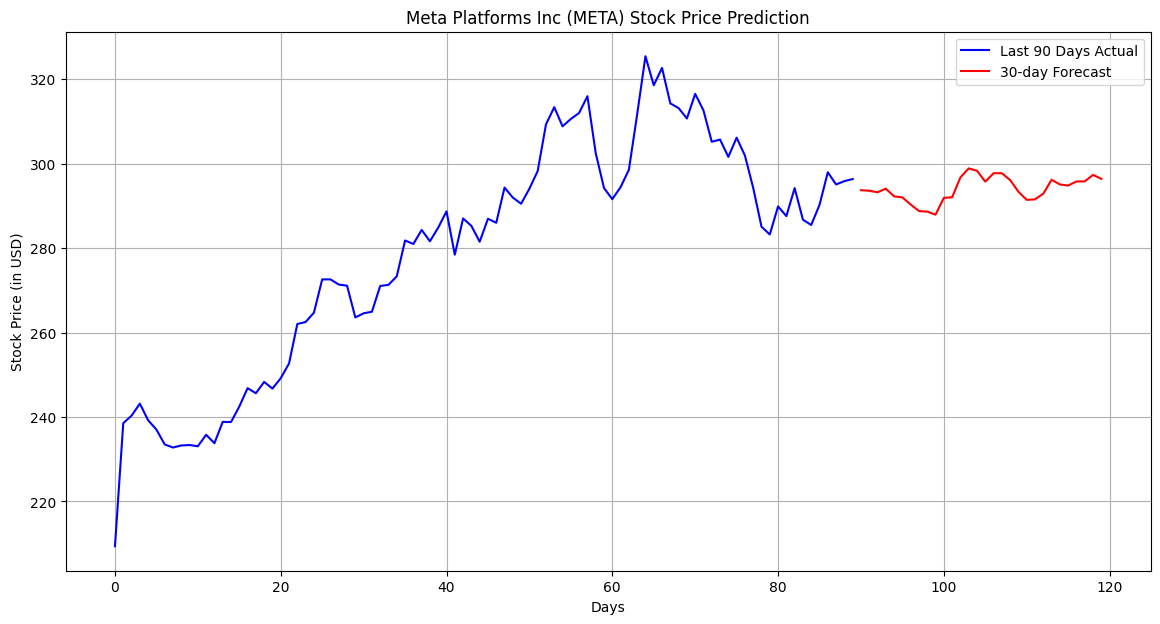 Meta Platforms Inc (META) Stock Price Prediction
Last 90 Days Actual
30-day Forecast
Stock Price (in USD)
320
300
280
260
240
220
0 20 40 60 80 100 120
Days